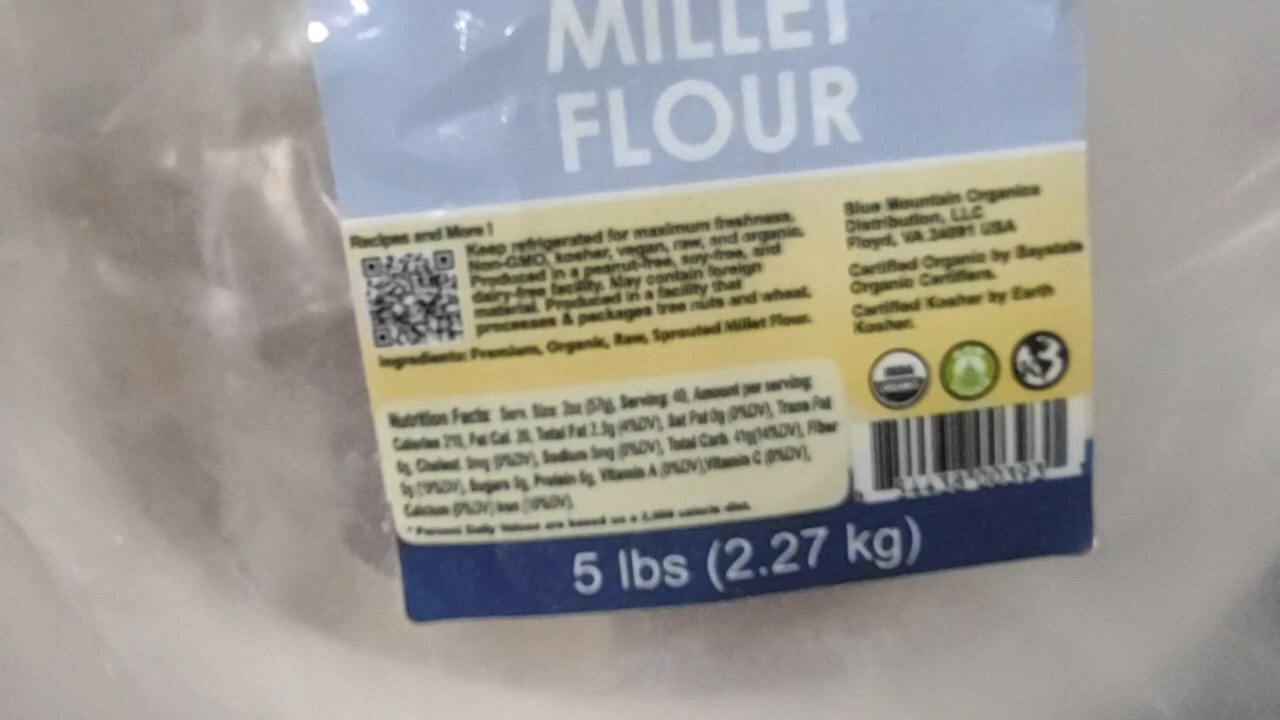 MILLET
FLOUR
Recipes and More !
Keep refrigerated for maximum freshness.
Non-GMO, kosher, vegan, raw, and organic.
Produced in a peanut-free, soy-free, and
dairy-free facility. May contain foreign
material. Produced in a facility that
processes & packages tree nuts and wheat.
Ingredients: Premium, Organic, Raw, Sprouted Millet Flour.
Blue Mountain Organics
Distribution, LLC
Floyd, VA 24091 USA
Certified Organic by Baystate
Organic Certifiers.
Certified Kosher by Earth
Kosher.
USDA
ORGANIC
Nutrition Facts: Serv. Size: 2oz (57g), Serving: 40, Amount per serving:
Calories 210, Fat Cal. 20, Total Fat 2.5g (4%DV), Sat Fat 0g (0%DV), Trans Fat
0g, Cholest. 0mg (0%DV), Sodium 5mg (0%DV), Total Carb. 41g(14%DV), Fiber
5g (19%DV), Sugars 0g, Protein 6g, Vitamin A (0%DV), Vitamin C (0%DV),
Calcium (0%DV) Iron (10%DV).
* Percent Daily Values are based on a 2,000 calorie diet.
5 lbs (2.27 kg)